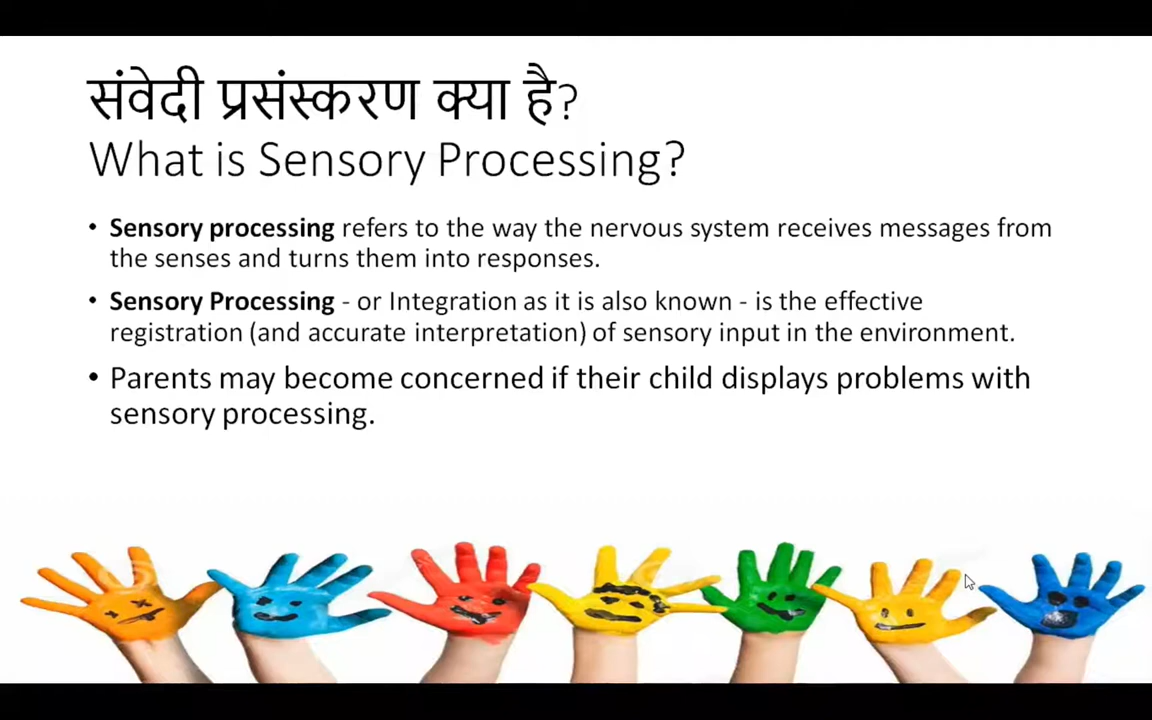 संवेदी प्रसंस्करण क्या है?
What is Sensory Processing?
• Sensory processing refers to the way the nervous system receives messages from
the senses and turns them into responses.
• Sensory Processing - or Integration as it is also known - is the effective
registration (and accurate interpretation) of sensory input in the environment.
• Parents may become concerned if their child displays problems with
sensory processing.